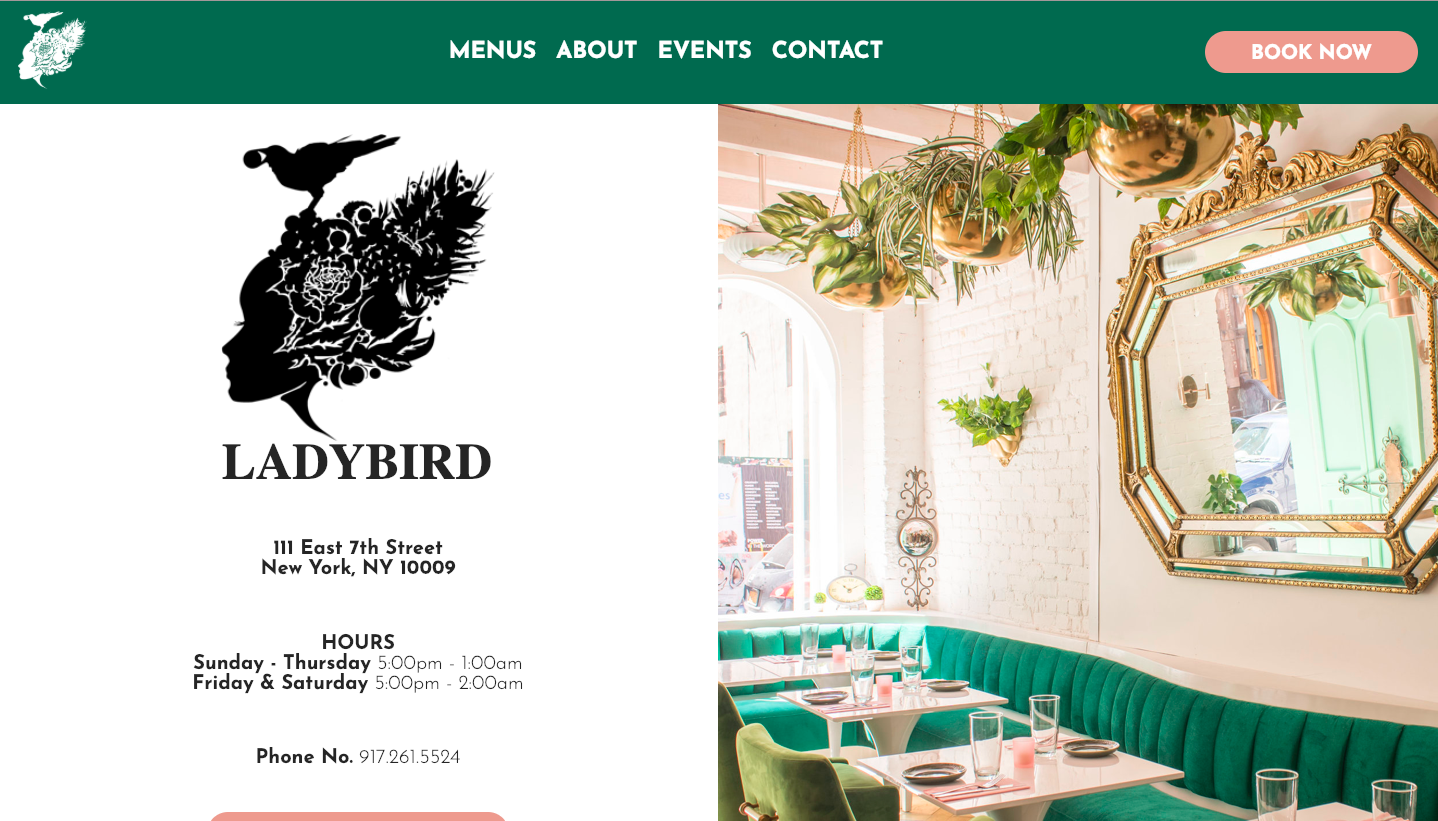 MENUS ABOUT EVENTS CONTACT
BOOK NOW
LADYBIRD
111 East 7th Street
New York, NY 10009
HOURS
Sunday - Thursday 5:00pm - 1:00am
Friday & Saturday 5:00pm - 2:00am
Phone No. 917.261.5524